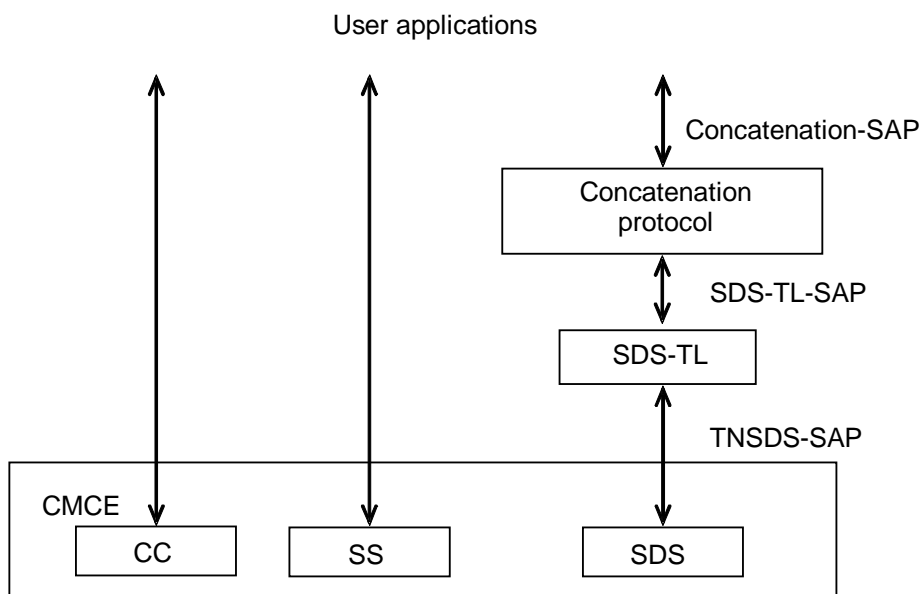 User applications
Concatenation-SAP
Concatenation
protocol
SDS-TL-SAP
SDS-TL
TNSDS-SAP
CMCE
CC
SS
SDS